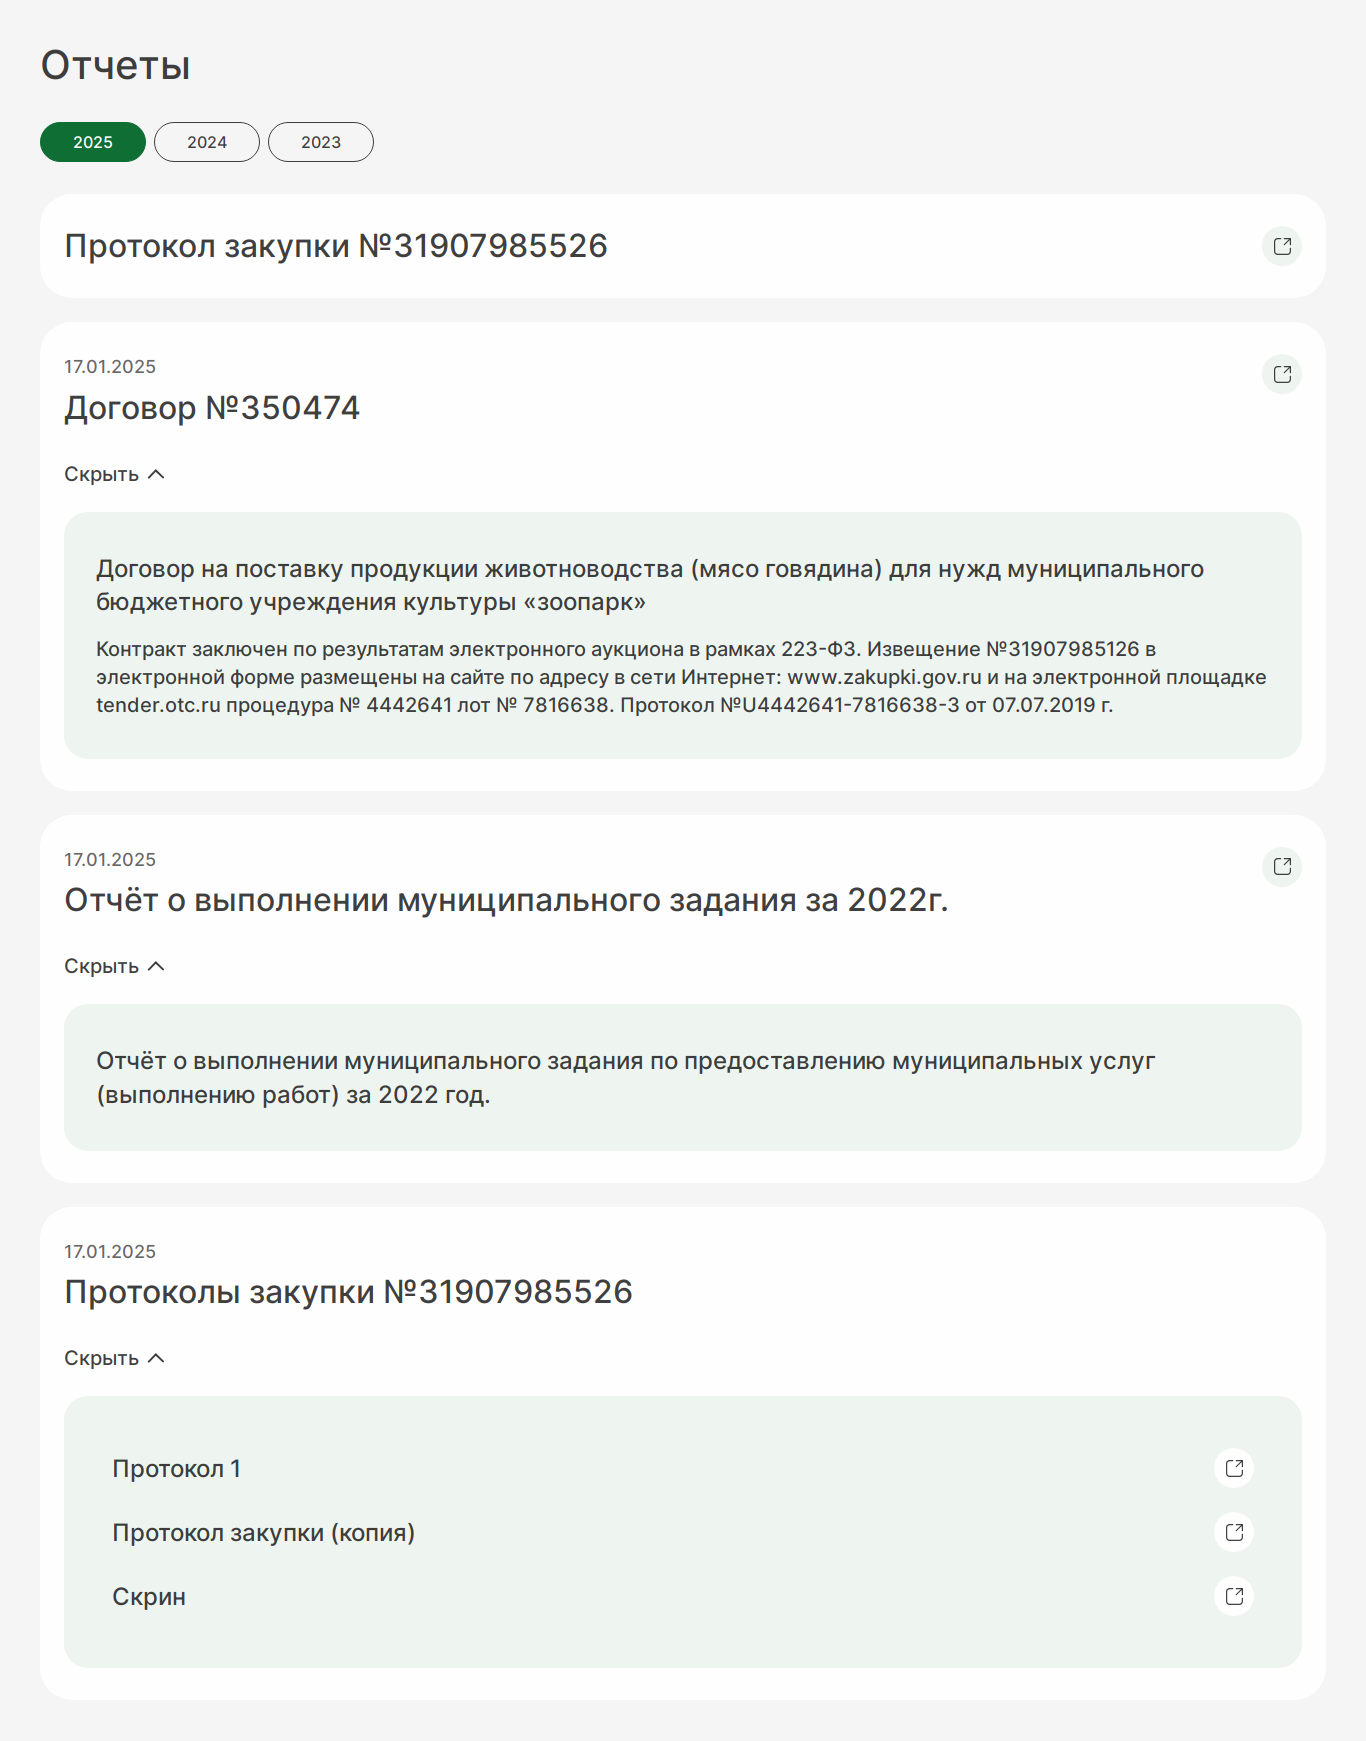 Отчеты
2025
2024
2023
Протокол закупки №31907985526
17.01.2025
Договор №350474
Скрыть
Договор на поставку продукции животноводства (мясо говядина) для нужд муниципального
бюджетного учреждения культуры «зоопарк»
Контракт заключен по результатам электронного аукциона в рамках 223-ФЗ. Извещение №31907985126 в
электронной форме размещены на сайте по адресу в сети Интернет: www.zakupki.gov.ru и на электронной площадке
tender.otc.ru процедура № 4442641 лот № 7816638. Протокол №U4442641-7816638-3 от 07.07.2019 г.
17.01.2025
Отчёт о выполнении муниципального задания за 2022г.
Скрыть
Отчёт о выполнении муниципального задания по предоставлению муниципальных услуг
(выполнению работ) за 2022 год.
17.01.2025
Протоколы закупки №31907985526
Скрыть
Протокол 1
Протокол закупки (копия)
Скрин